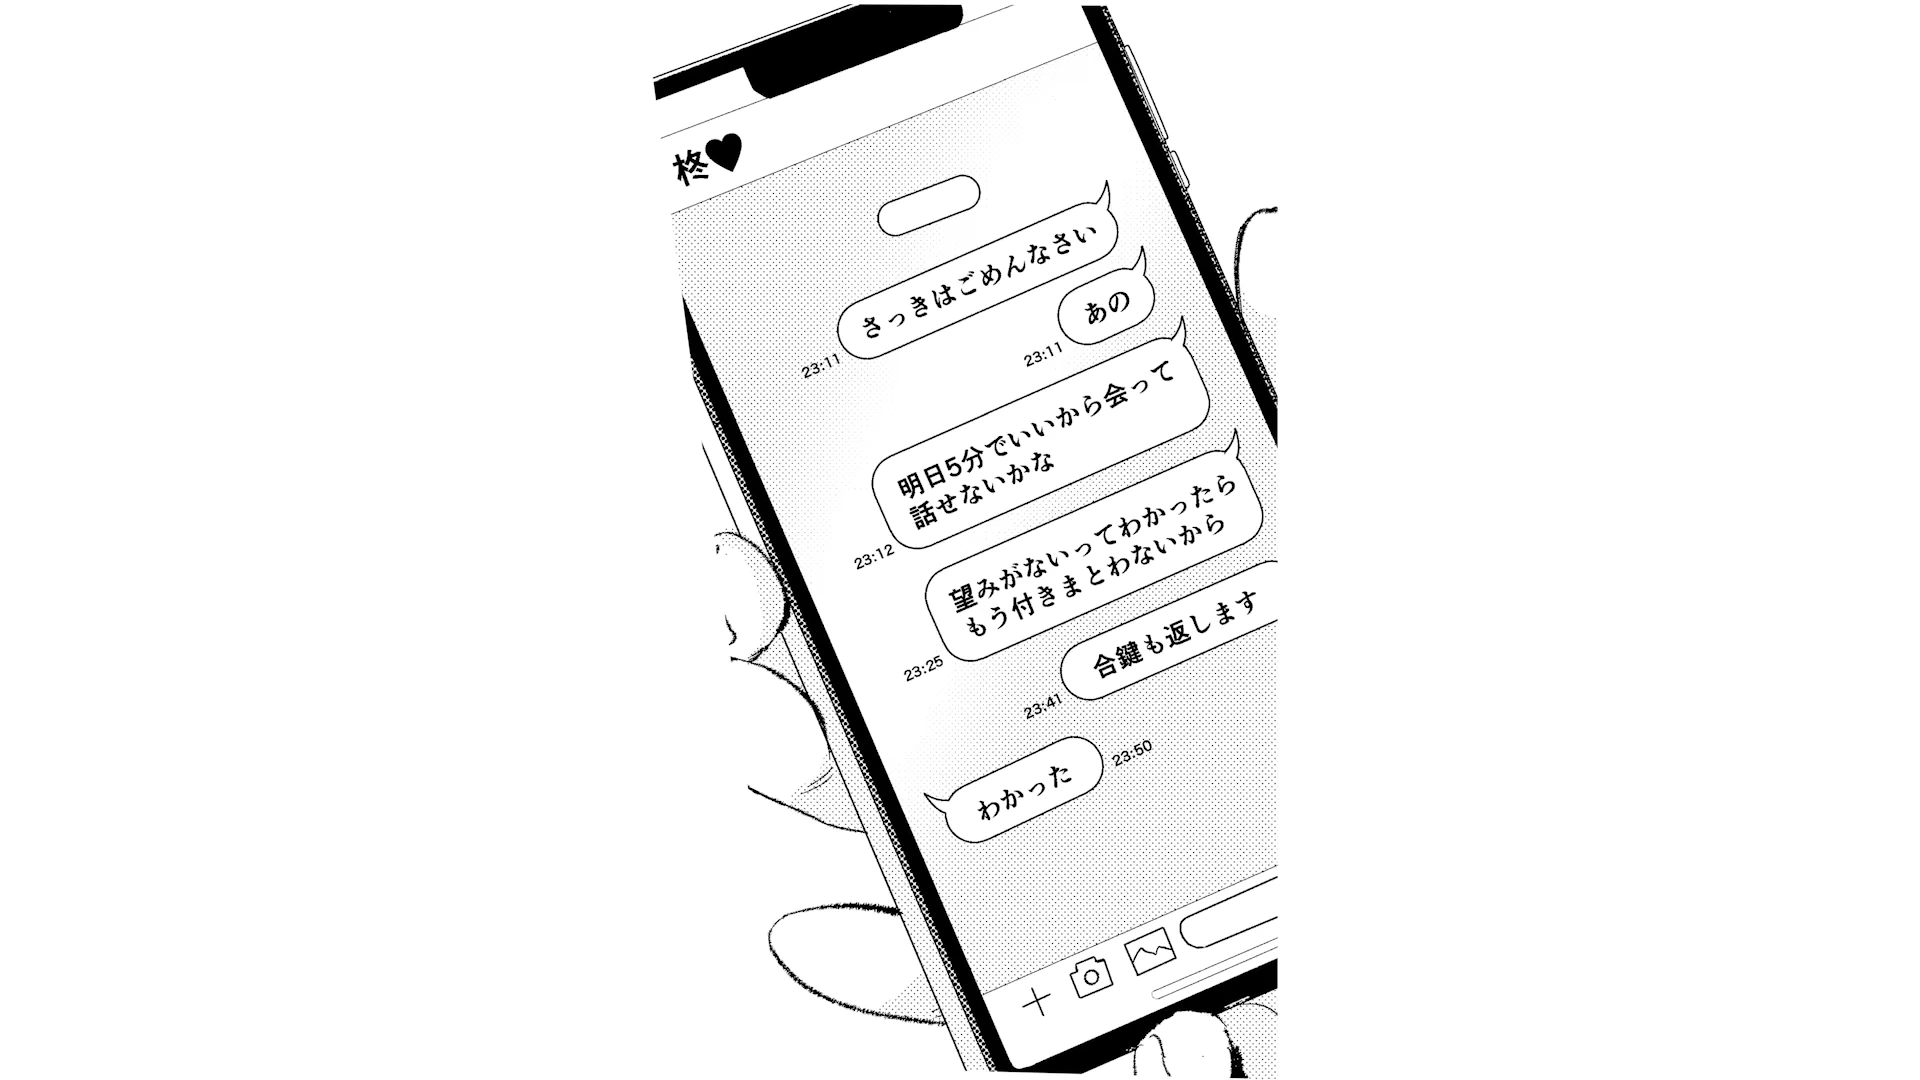 柊♥
さっきはごめんなさい
23:11
あの
23:11
明日5分でいいから会って
話せないかな
23:12
望みがないってわかったら
もう付きまとわないから
23:25
合鍵も返します
23:41
わかった
23:50